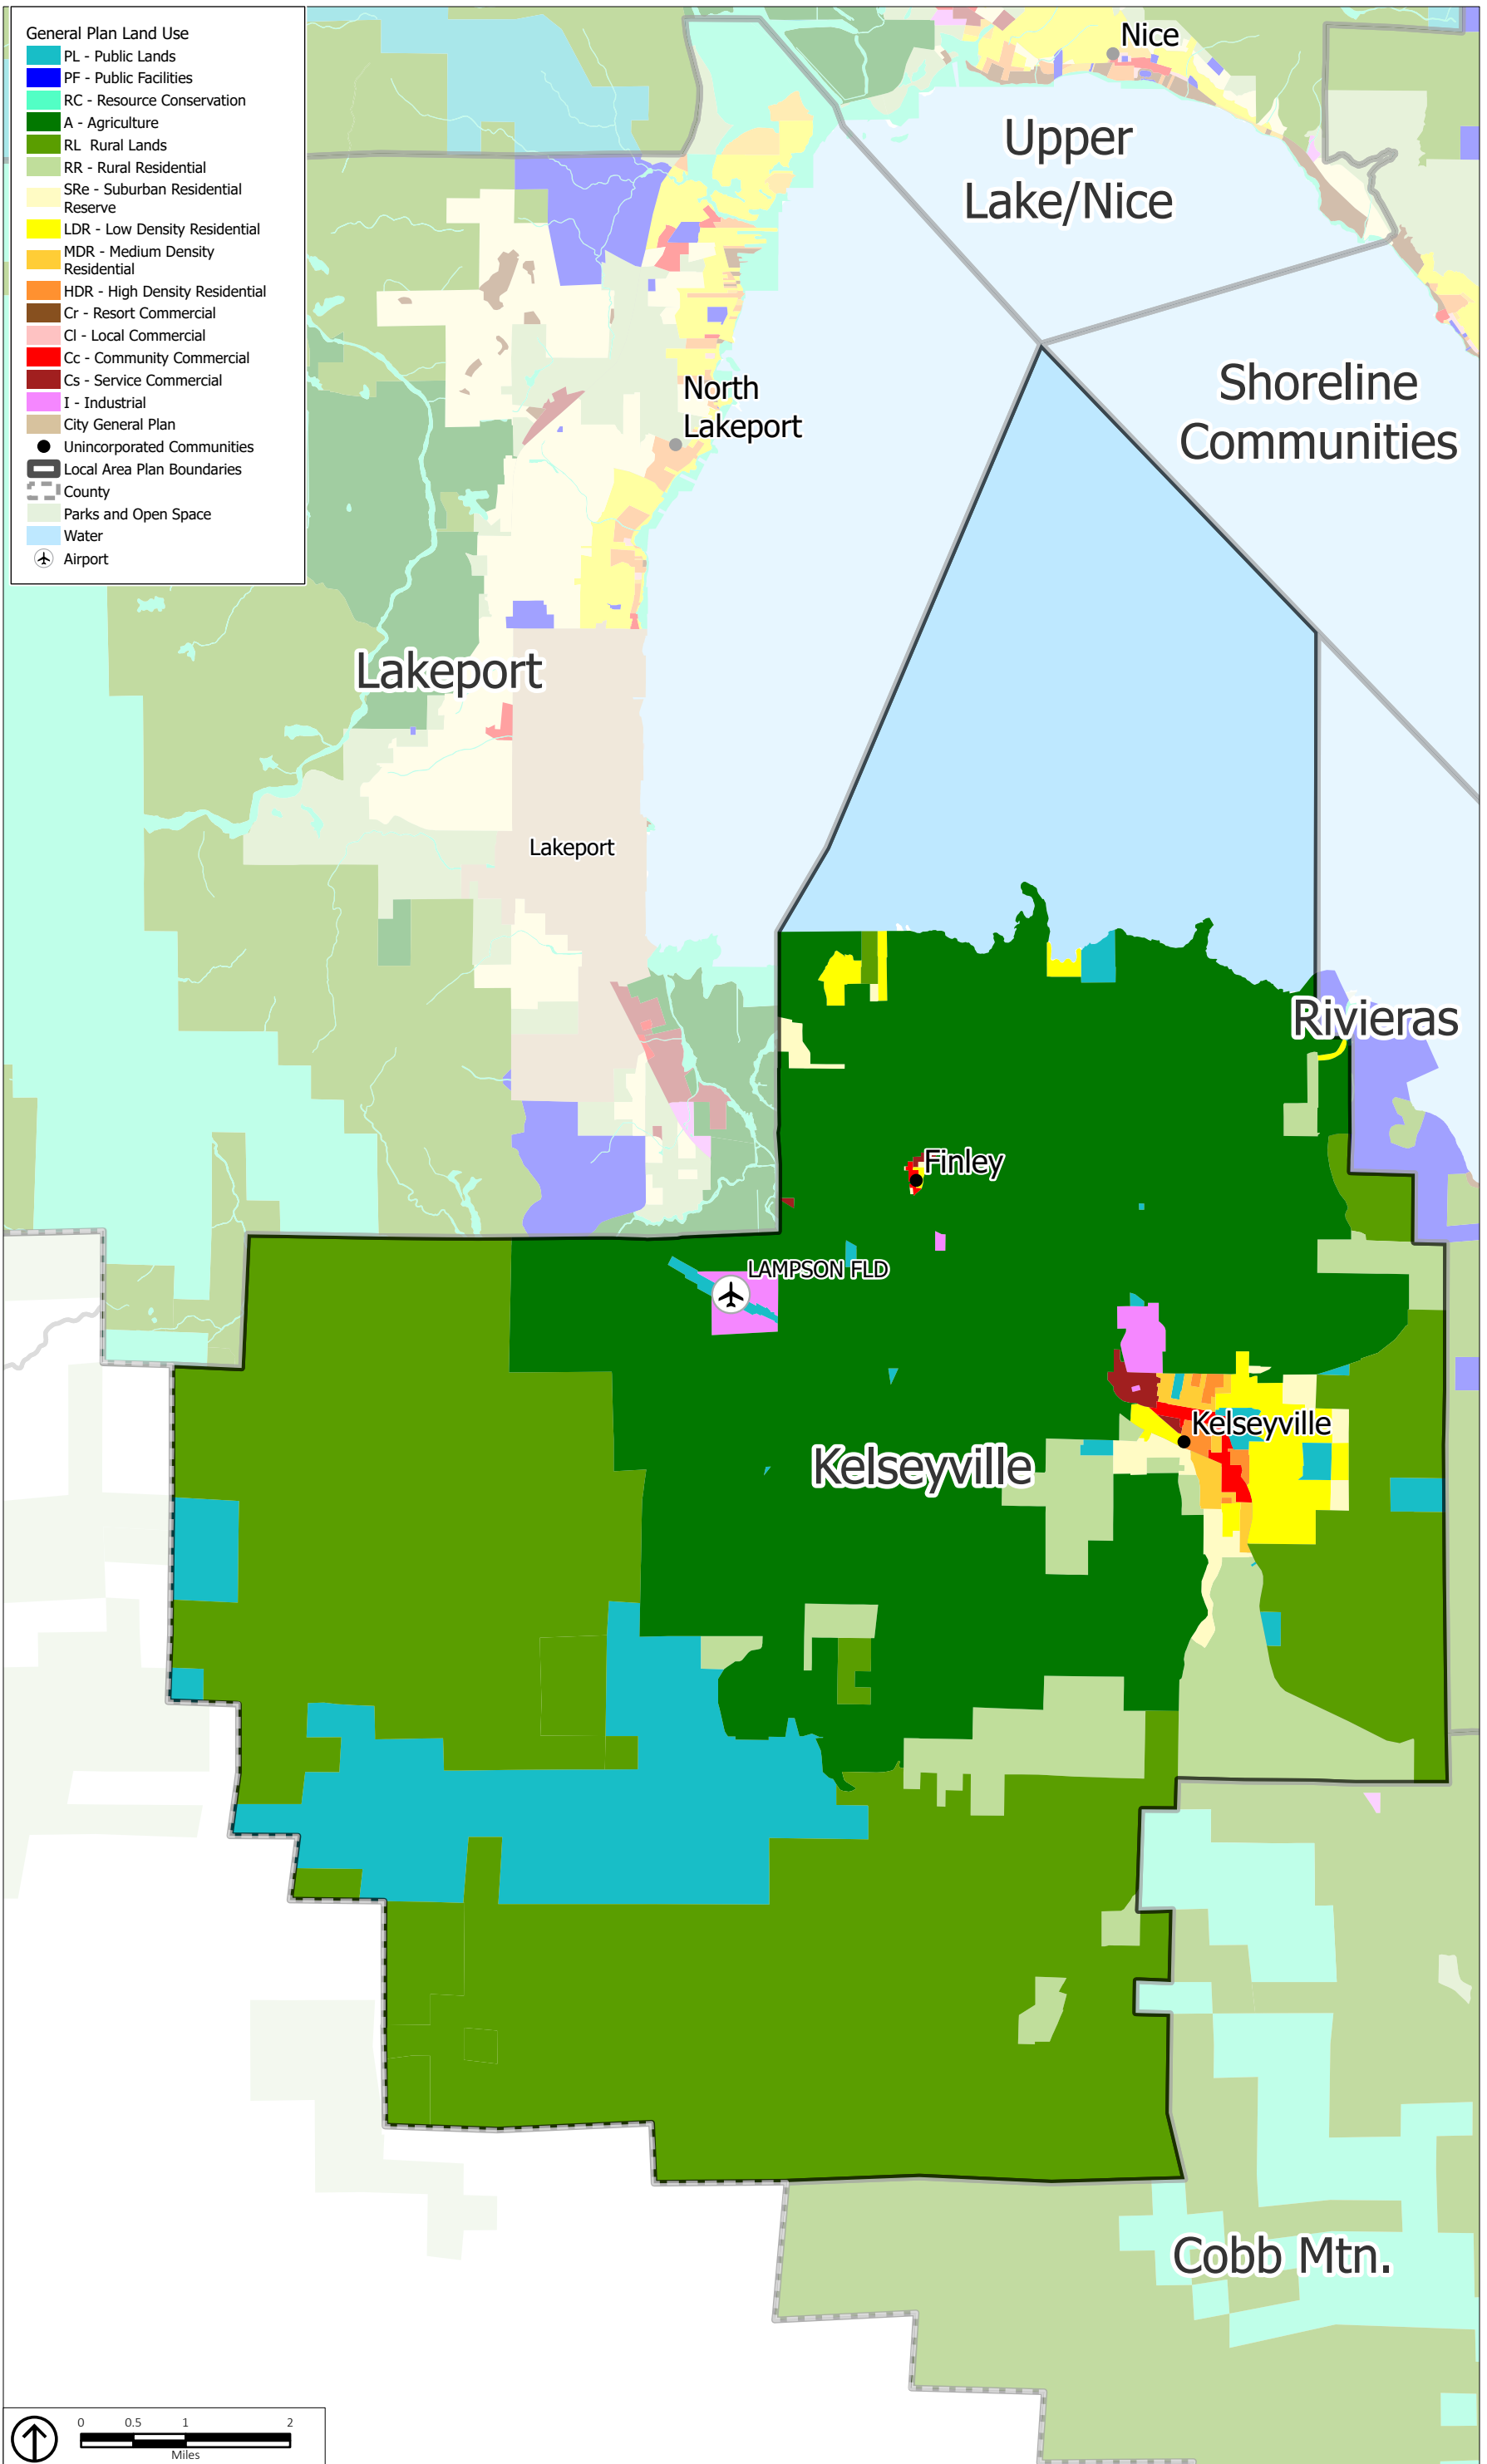 General Plan Land Use
PL - Public Lands
PF - Public Facilities
RC - Resource Conservation
A - Agriculture
RL  Rural Lands
RR - Rural Residential
SRe - Suburban Residential
Reserve
LDR - Low Density Residential
MDR - Medium Density
Residential
HDR - High Density Residential
Cr - Resort Commercial
Cl - Local Commercial
Cc - Community Commercial
Cs - Service Commercial
I - Industrial
City General Plan
Unincorporated Communities
Local Area Plan Boundaries
County
Parks and Open Space
Water
Airport
Nice
Upper
Lake/Nice
Shoreline
Communities
North
Lakeport
Lakeport
Lakeport
Rivieras
Finley
LAMPSON FLD
Kelseyville
Kelseyville
Cobb Mtn.
0 0.5 1 2
Miles